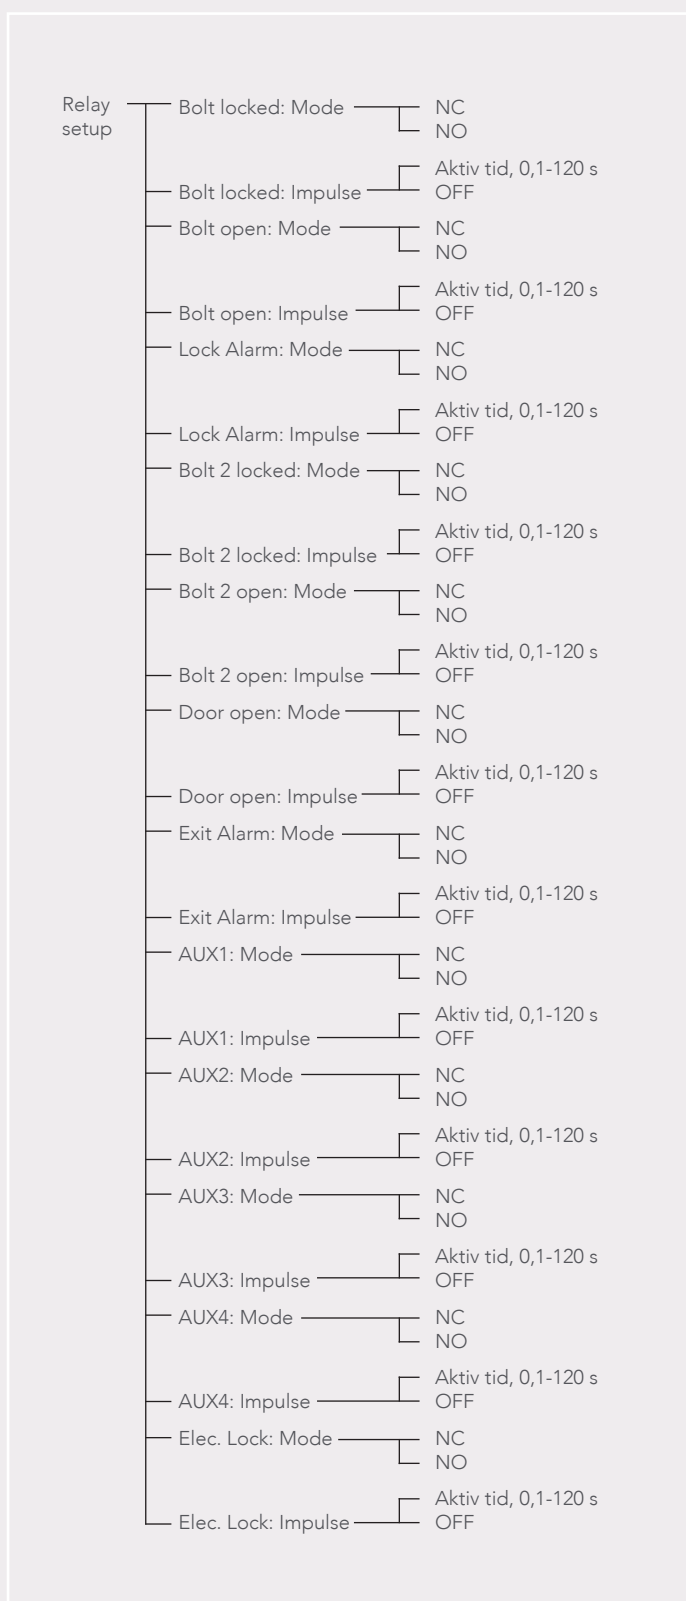 Relay
setup
Bolt locked: Mode
NC
NO
Aktiv tid, 0,1-120 s
Bolt locked: Impulse
OFF
Bolt open: Mode
NC
NO
Aktiv tid, 0,1-120 s
Bolt open: Impulse
OFF
Lock Alarm: Mode
NC
NO
Aktiv tid, 0,1-120 s
Lock Alarm: Impulse
OFF
Bolt 2 locked: Mode
NC
NO
Aktiv tid, 0,1-120 s
Bolt 2 locked: Impulse
OFF
Bolt 2 open: Mode
NC
NO
Aktiv tid, 0,1-120 s
Bolt 2 open: Impulse
OFF
Door open: Mode
NC
NO
Aktiv tid, 0,1-120 s
Door open: Impulse
OFF
Exit Alarm: Mode
NC
NO
Aktiv tid, 0,1-120 s
Exit Alarm: Impulse
OFF
AUX1: Mode
NC
NO
Aktiv tid, 0,1-120 s
AUX1: Impulse
OFF
AUX2: Mode
NC
NO
Aktiv tid, 0,1-120 s
AUX2: Impulse
OFF
AUX3: Mode
NC
NO
Aktiv tid, 0,1-120 s
AUX3: Impulse
OFF
AUX4: Mode
NC
NO
Aktiv tid, 0,1-120 s
AUX4: Impulse
OFF
Elec. Lock: Mode
NC
NO
Aktiv tid, 0,1-120 s
Elec. Lock: Impulse
OFF